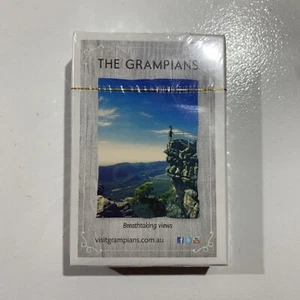 THE GRAMPIANS
Breathtaking views
visitgrampians.com.au